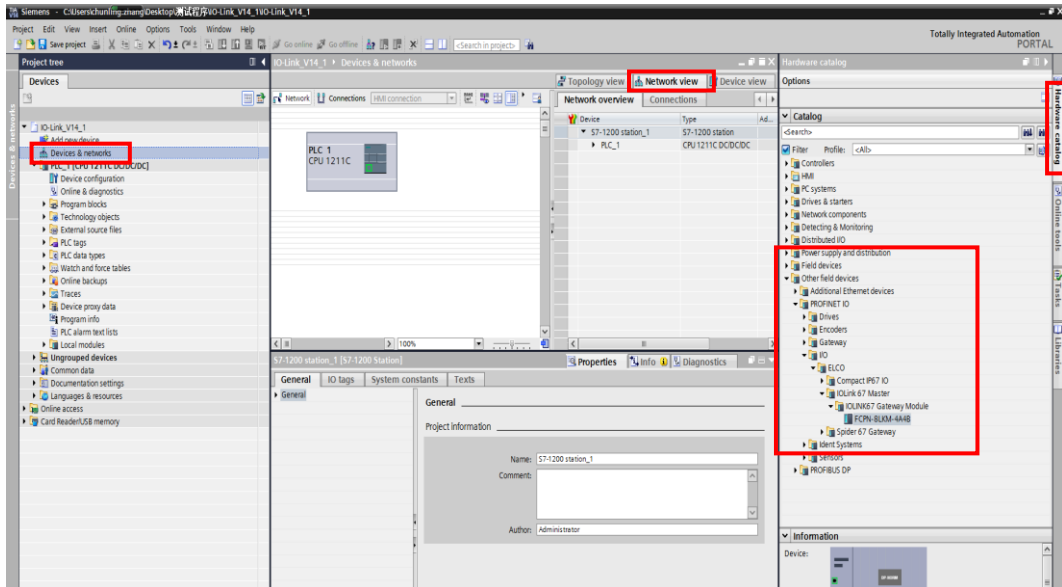 Siemens - C:\Users\chunling.zhang\Desktop\测试程序\IO-Link_V14_1\IO-Link_V14_1
Project Edit View Insert Online Options Tools Window Help
Totally Integrated Automation
PORTAL
Save project
Go online
Go offline
<Search in project>
Project tree
IO-Link_V14_1 › Devices & networks
Hardware catalog
Devices
Topology view
Network view
Device view
Options
Network
Connections
HMI connection
Network overview
Connections
Device
Type
Ad...
S7-1200 station_1
S7-1200 station
PLC_1
CPU 1211C DC/DC/DC
PLC 1
CPU 1211C
100%
IO-Link_V14_1
Add new device
Devices & networks
PLC_1 [CPU 1211C DC/DC/DC]
Device configuration
Online & diagnostics
Program blocks
Technology objects
External source files
PLC tags
PLC data types
Watch and force tables
Online backups
Traces
Device proxy data
Program info
PLC alarm text lists
Local modules
Ungrouped devices
Common data
Documentation settings
Languages & resources
Online access
Card Reader/USB memory
Devices & networks
S7-1200 station_1 [S7-1200 Station]
Properties
Info
Diagnostics
General
IO tags
System constants
Texts
General
General
Project information
Name:
S7-1200 station_1
Comment:
Author:
Administrator
Catalog
<Search>
Filter
Profile:
<All>
Controllers
HMI
PC systems
Drives & starters
Network components
Detecting & Monitoring
Distributed I/O
Power supply and distribution
Field devices
Other field devices
Additional Ethernet devices
PROFINET IO
Drives
Encoders
Gateway
I/O
ELCO
Compact IP67 IO
IOLink 67 Master
IOLINK67 Gateway Module
FCPN-8LKM-4A4B
Spider 67 Gateway
Ident Systems
Sensors
PROFIBUS DP
Information
Device:
Hardware catalog
Online tools
Tasks
Libraries